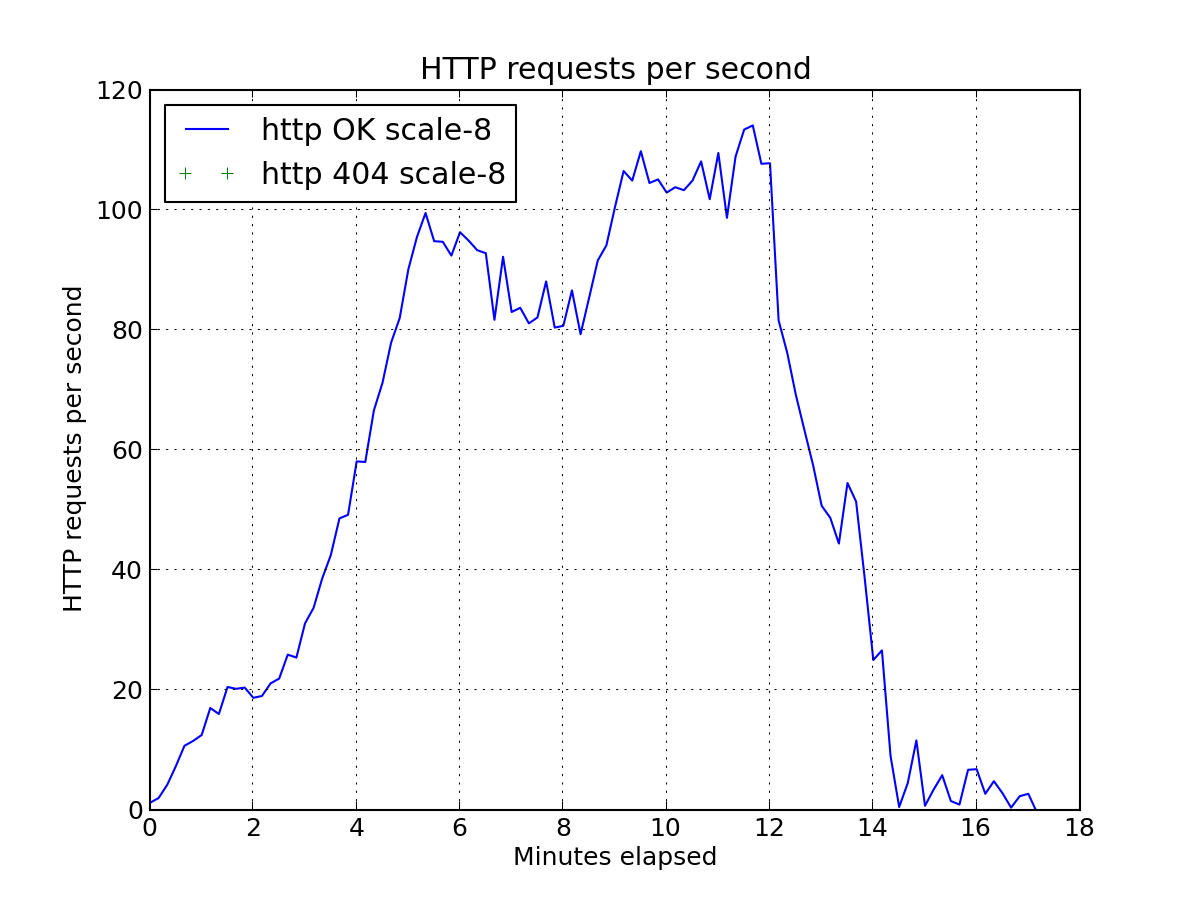 HTTP requests per second
http OK scale-8
http 404 scale-8
HTTP requests per second
120
100
80
60
40
20
0
0 2 4 6 8 10 12 14 16 18
Minutes elapsed